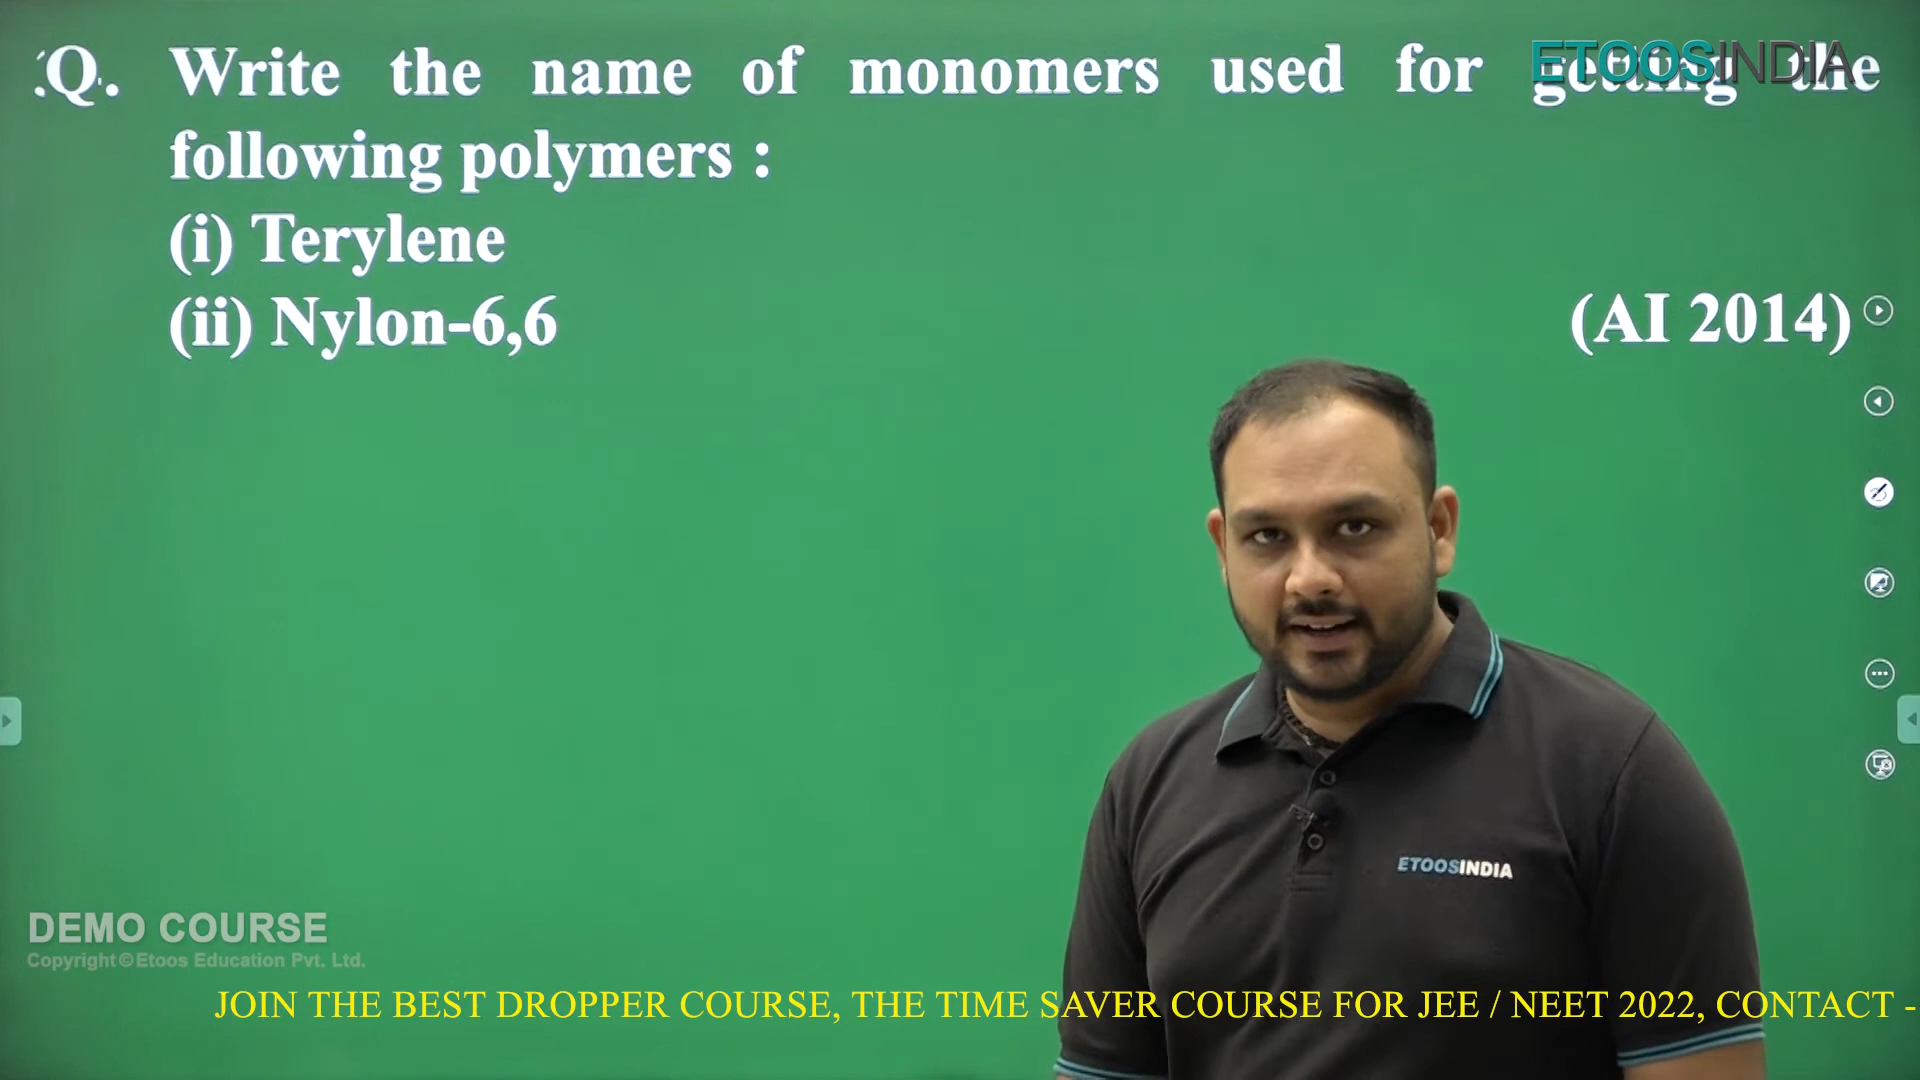 Q. Write the name of monomers used for getting the
ETOOSINDIA
following polymers :
(i) Terylene
(ii) Nylon-6,6
(AI 2014)
ETOOSINDIA
DEMO COURSE
Copyright © Etoos Education Pvt. Ltd.
JOIN THE BEST DROPPER COURSE, THE TIME SAVER COURSE FOR JEE / NEET 2022, CONTACT -